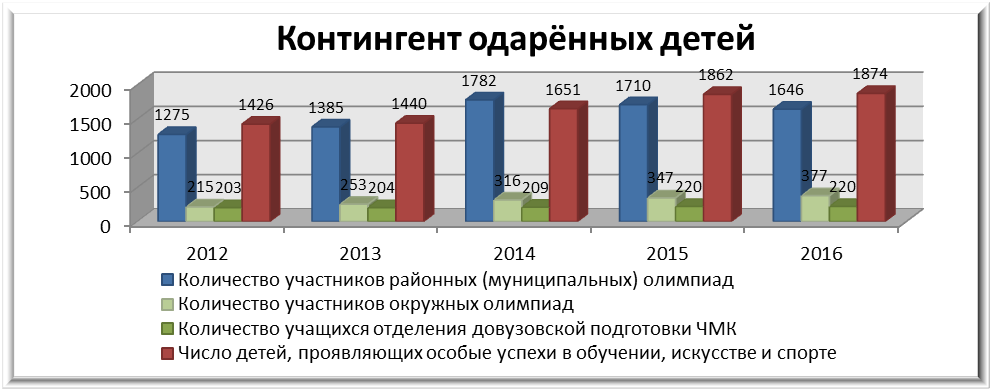 Контингент одарённых детей
2000
1500
1000
500
0
1275 215 203 1426
1385 253 204 1440
1782 316 209 1651
1710 347 220 1862
1646 377 220 1874
2012 2013 2014 2015 2016
Количество участников районных (муниципальных) олимпиад
Количество участников окружных олимпиад
Количество учащихся отделения довузовской подготовки ЧМК
Число детей, проявляющих особые успехи в обучении, искусстве и спорте